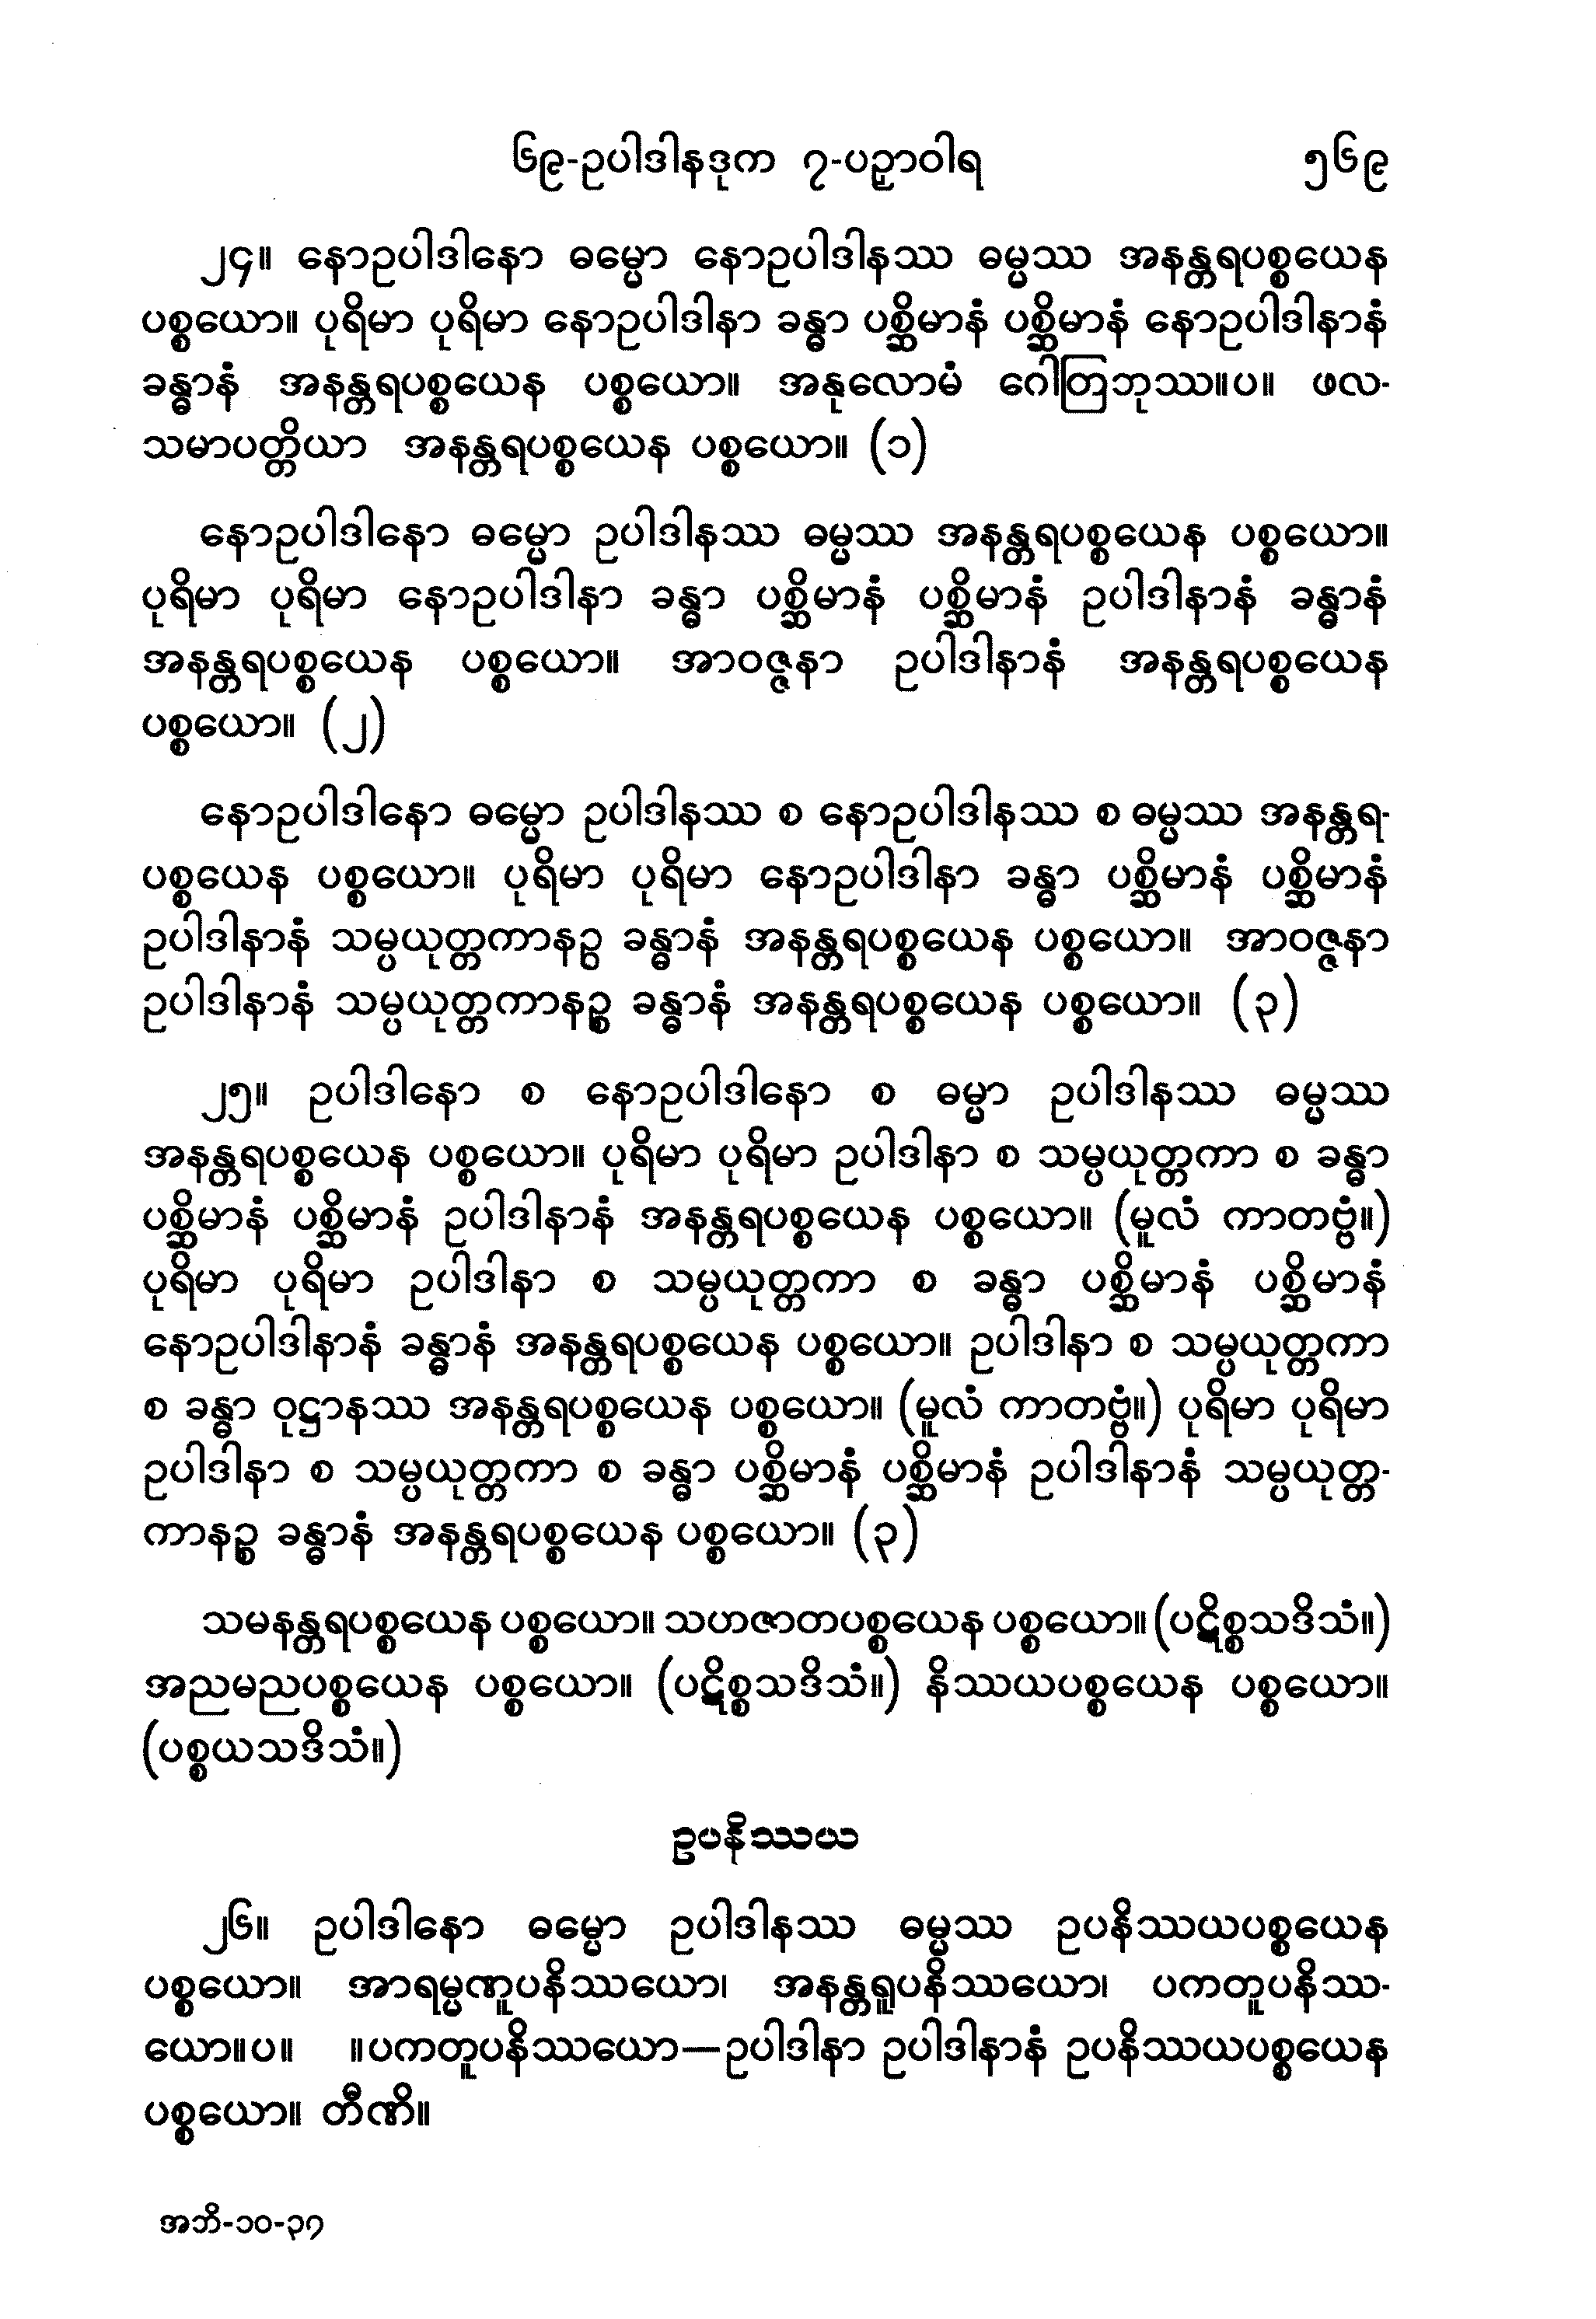 ၆၉-ဥပါဒါနဒုက ၇-ပဉှာဝါရ ၅၆၉
၂၄။ နောဥပါဒါနော ဓမ္မော နောဥပါဒါနဿ ဓမ္မဿ အနန္တရပစ္စယေန
ပစ္စယော။ ပုရိမာ ပုရိမာ နောဥပါဒါနာ ခန္ဓာ ပစ္ဆိမာနံ ပစ္ဆိမာနံ နောဥပါဒါနာနံ
ခန္ဓာနံ အနန္တရပစ္စယေန ပစ္စယော။ အနုလောမံ ဂေါတြဘုဿ။ပ။ ဖလ-
သမာပတ္တိယာ အနန္တရပစ္စယေန ပစ္စယော။ (၁)
နောဥပါဒါနော ဓမ္မော ဥပါဒါနဿ ဓမ္မဿ အနန္တရပစ္စယေန ပစ္စယော။
ပုရိမာ ပုရိမာ နောဥပါဒါနာ ခန္ဓာ ပစ္ဆိမာနံ ပစ္ဆိမာနံ ဥပါဒါနာနံ ခန္ဓာနံ
အနန္တရပစ္စယေန ပစ္စယော။ အာဝဇ္ဇနာ ဥပါဒါနာနံ အနန္တရပစ္စယေန
ပစ္စယော။ (၂)
နောဥပါဒါနော ဓမ္မော ဥပါဒါနဿ စ နောဥပါဒါနဿ စ ဓမ္မဿ အနန္တရ-
ပစ္စယေန ပစ္စယော။ ပုရိမာ ပုရိမာ နောဥပါဒါနာ ခန္ဓာ ပစ္ဆိမာနံ ပစ္ဆိမာနံ
ဥပါဒါနာနံ သမ္ပယုတ္တကာနဉ္စ ခန္ဓာနံ အနန္တရပစ္စယေန ပစ္စယော။ အာဝဇ္ဇနာ
ဥပါဒါနာနံ သမ္ပယုတ္တကာနဉ္စ ခန္ဓာနံ အနန္တရပစ္စယေန ပစ္စယော။ (၃)
၂၅။ ဥပါဒါနော စ နောဥပါဒါနော စ ဓမ္မာ ဥပါဒါနဿ ဓမ္မဿ
အနန္တရပစ္စယေန ပစ္စယော။ ပုရိမာ ပုရိမာ ဥပါဒါနာ စ သမ္ပယုတ္တကာ စ ခန္ဓာ
ပစ္ဆိမာနံ ပစ္ဆိမာနံ ဥပါဒါနာနံ အနန္တရပစ္စယေန ပစ္စယော။ (မူလံ ကာတဗ္ဗံ။)
ပုရိမာ ပုရိမာ ဥပါဒါနာ စ သမ္ပယုတ္တကာ စ ခန္ဓာ ပစ္ဆိမာနံ ပစ္ဆိမာနံ
နောဥပါဒါနာနံ ခန္ဓာနံ အနန္တရပစ္စယေန ပစ္စယော။ ဥပါဒါနာ စ သမ္ပယုတ္တကာ
စ ခန္ဓာ ဝုဋ္ဌာနဿ အနန္တရပစ္စယေန ပစ္စယော။ (မူလံ ကာတဗ္ဗံ။) ပုရိမာ ပုရိမာ
ဥပါဒါနာ စ သမ္ပယုတ္တကာ စ ခန္ဓာ ပစ္ဆိမာနံ ပစ္ဆိမာနံ ဥပါဒါနာနံ သမ္ပယုတ္တ-
ကာနဉ္စ ခန္ဓာနံ အနန္တရပစ္စယေန ပစ္စယော။ (၃)
သမနန္တရပစ္စယေန ပစ္စယော။ သဟဇာတပစ္စယေန ပစ္စယော။ (ပဋိစ္စသဒိသံ။)
အညမညပစ္စယေန ပစ္စယော။ (ပဋိစ္စသဒိသံ။) နိဿယပစ္စယေန ပစ္စယော။
(ပစ္စယသဒိသံ။)
ဥပနိဿယ
၂၆။ ဥပါဒါနော ဓမ္မော ဥပါဒါနဿ ဓမ္မဿ ဥပနိဿယပစ္စယေန
ပစ္စယော။ အာရမ္မဏူပနိဿယော၊ အနန္တရူပနိဿယော၊ ပကတူပနိဿ-
ယော။ပ။ ။ပကတူပနိဿယော—ဥပါဒါနာ ဥပါဒါနာနံ ဥပနိဿယပစ္စယေန
ပစ္စယော။ တီဏိ။
အဘိ-၁၀-၃၇